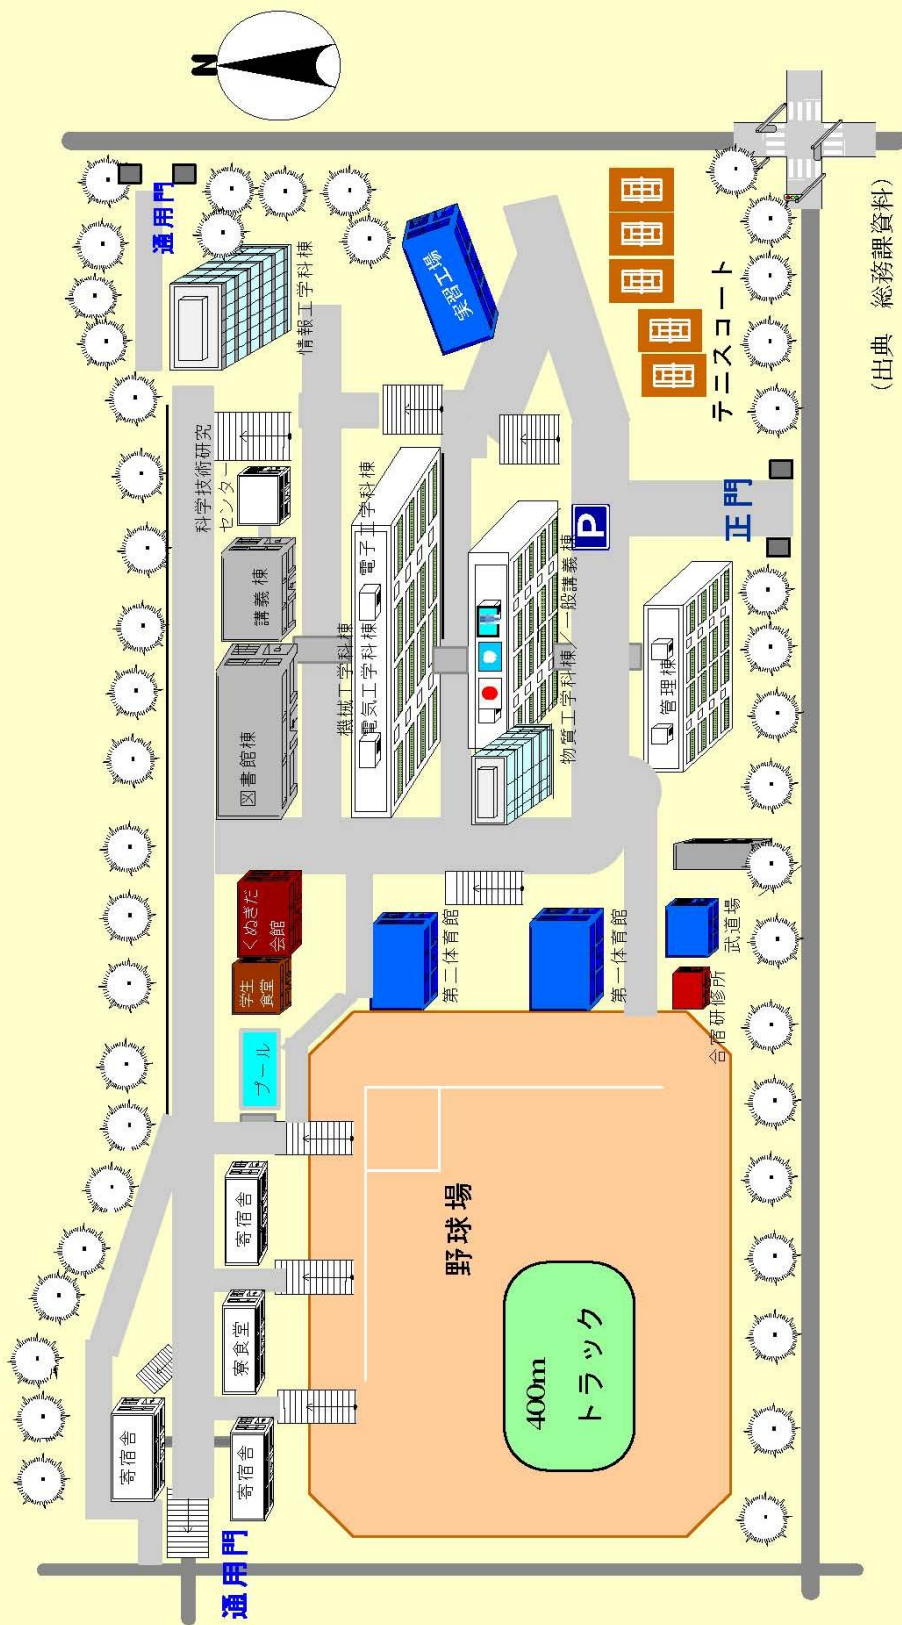 N
通用門
情報工学科棟
実習工場
テニスコート
(出典 総務課資料)
科学技術研究
センター
講義棟
図書館棟
機械工学科棟
電気工学科棟 電子工学科棟
P
物質工学科棟／一般講義棟
正門
管理棟
くぬぎだ
会館
学生
食堂
プール
第二体育館
第一体育館
武道場
合宿研修所
野球場
400m
トラック
寄宿舎
寮食堂
寄宿舎
寄宿舎
通用門